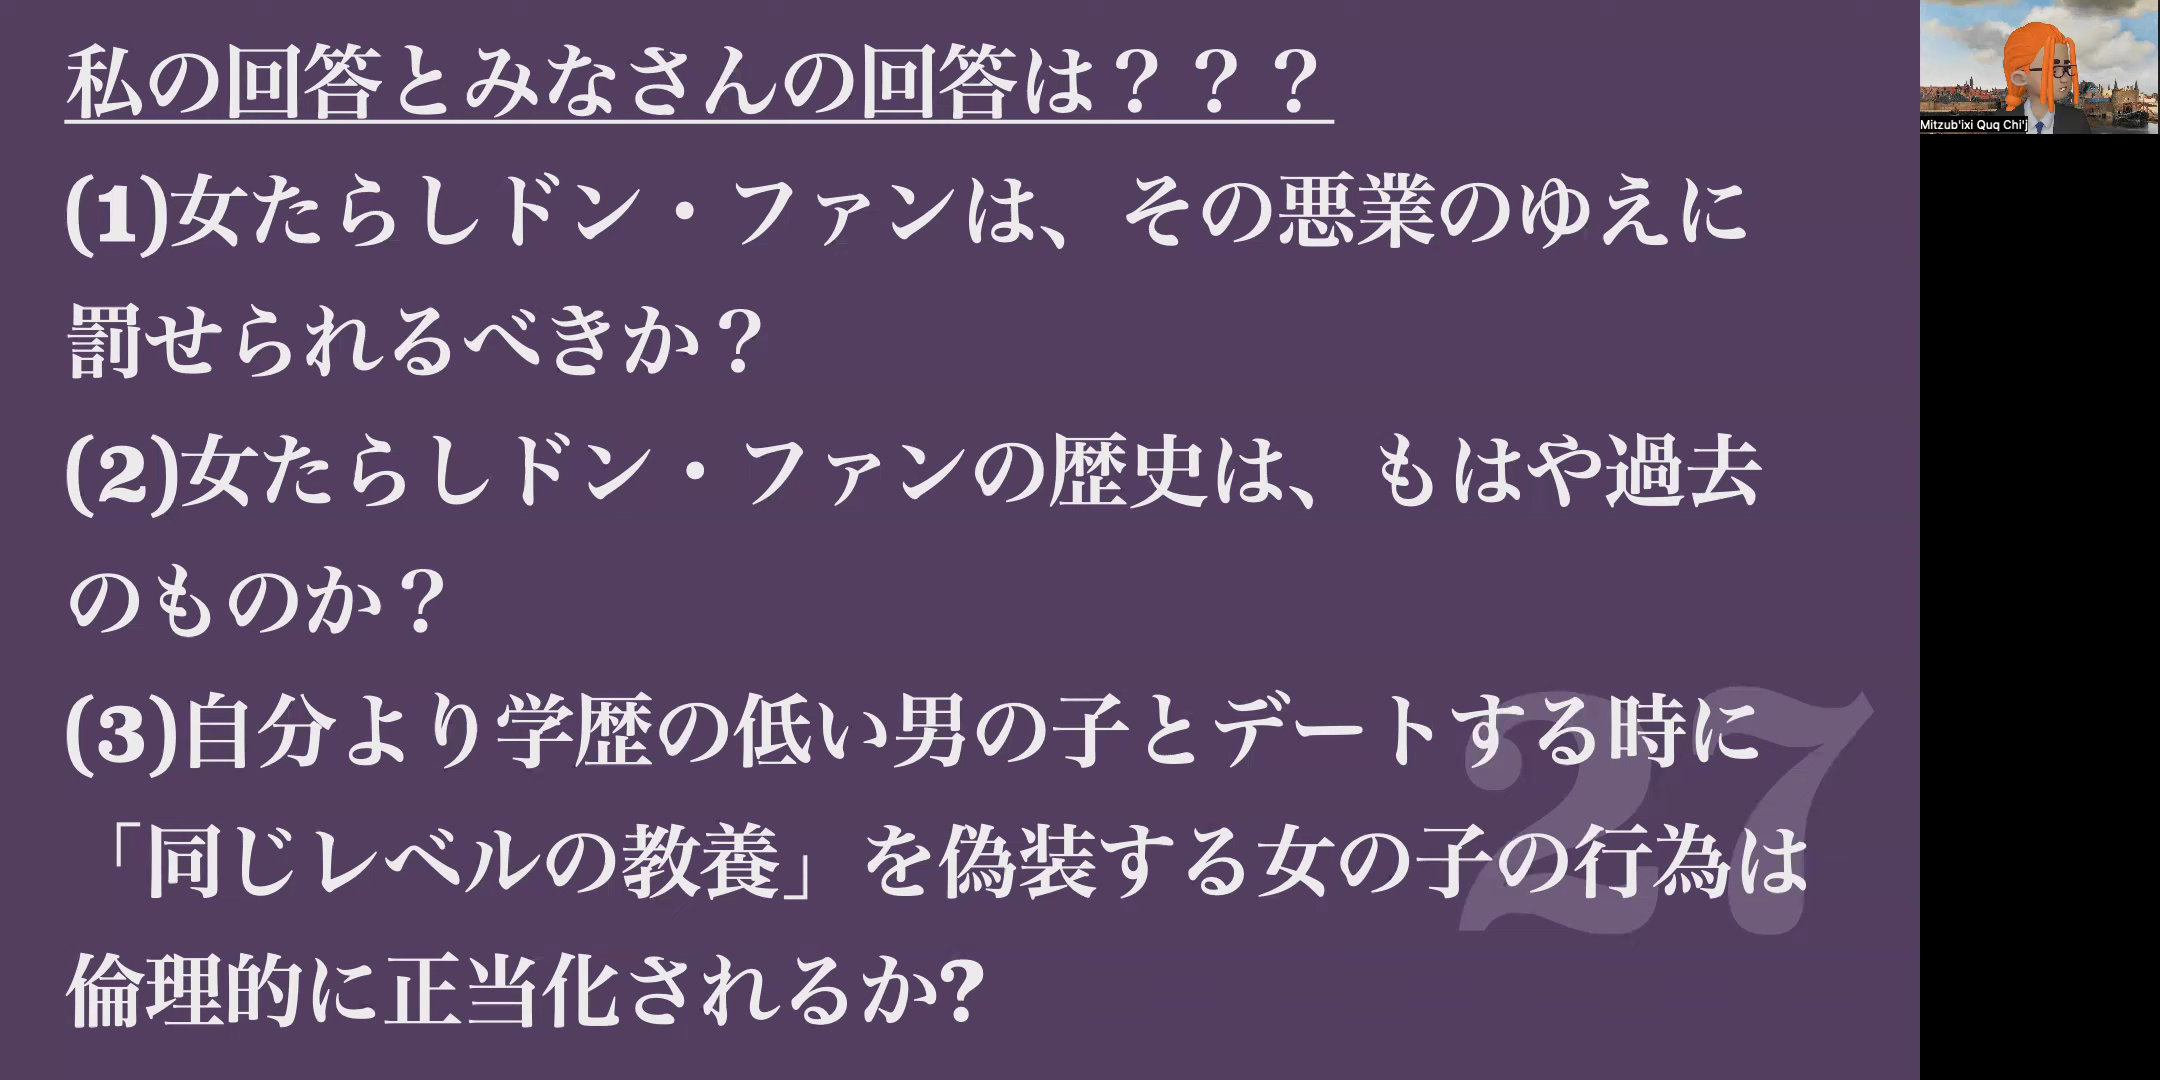 私の回答とみなさんの回答は？？？
(1)女たらしドン・ファンは、その悪業のゆえに
罰せられるべきか？
(2)女たらしドン・ファンの歴史は、もはや過去
のものか？
(3)自分より学歴の低い男の子とデートする時に
「同じレベルの教養」を偽装する女の子の行為は
倫理的に正当化されるか?
27
Mitzub'ixi Quq Chi'j